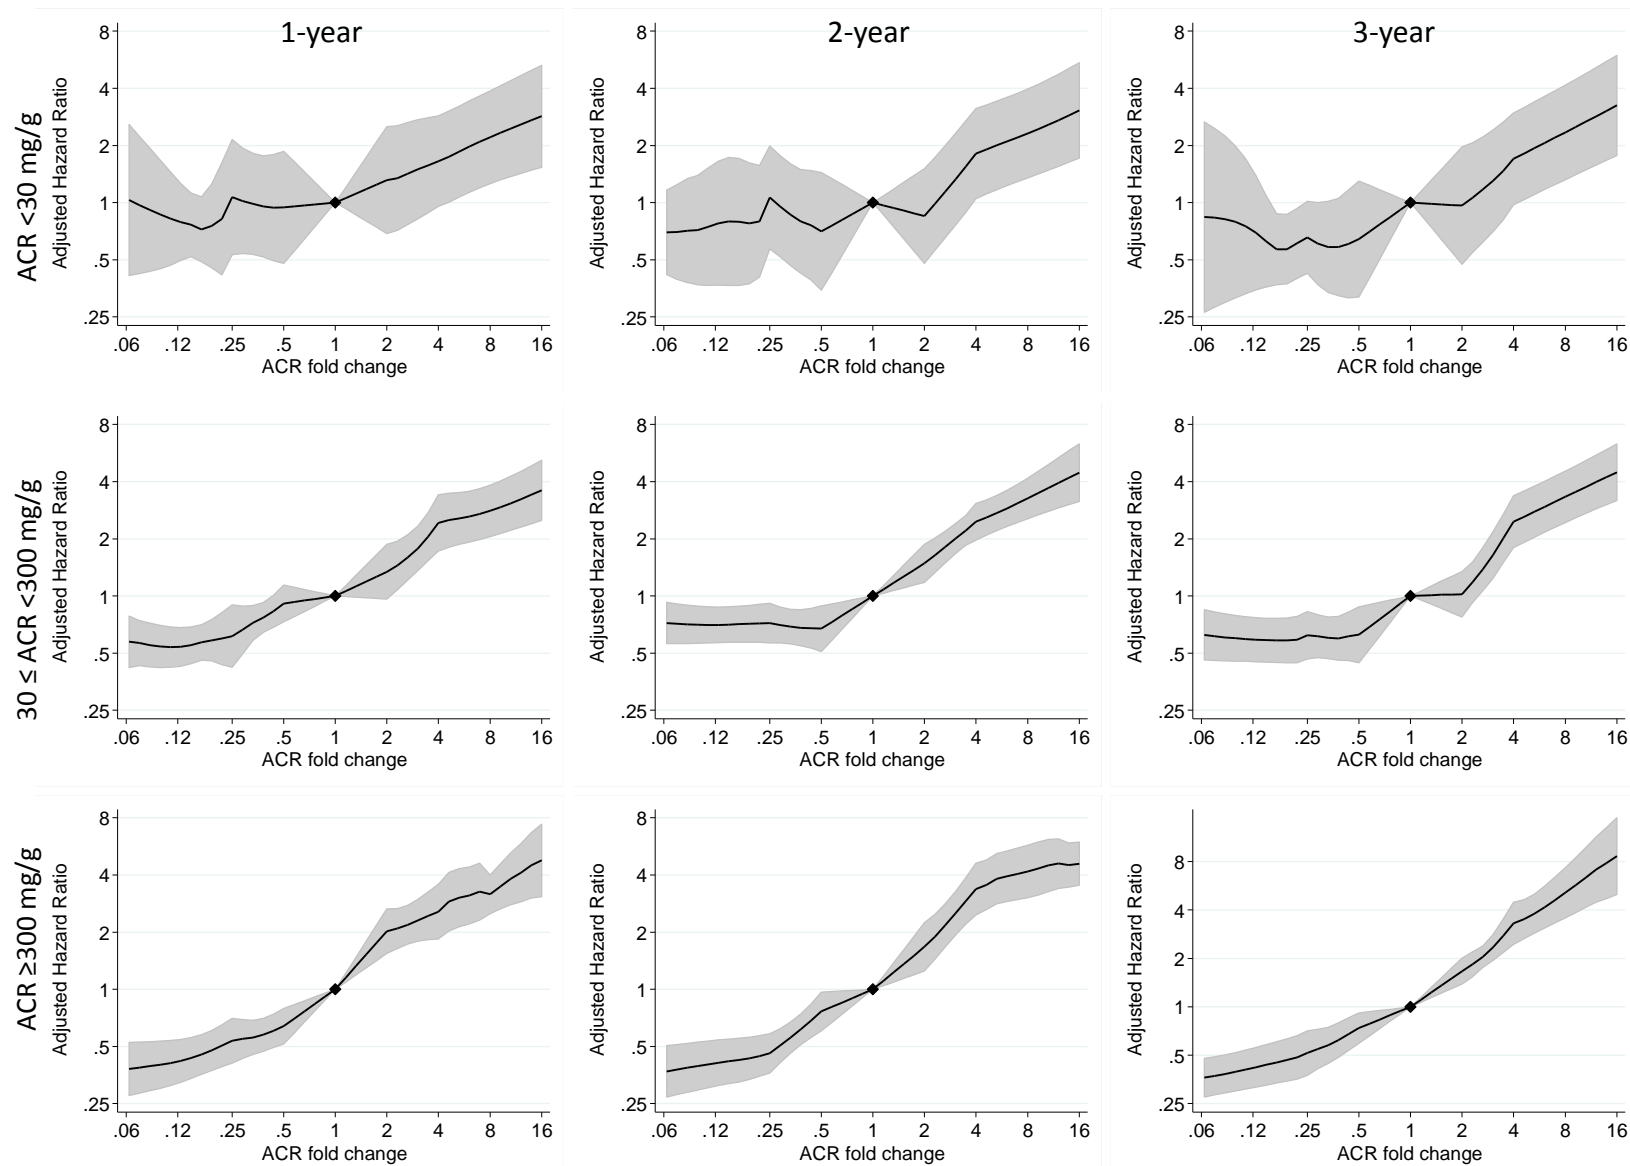 1-year
2-year
3-year
ACR <30 mg/g
Adjusted Hazard Ratio
8
4
2
1
.5
.25
.06 .12 .25 .5 1 2 4 8 16
ACR fold change
Adjusted Hazard Ratio
8
4
2
1
.5
.25
.06 .12 .25 .5 1 2 4 8 16
ACR fold change
Adjusted Hazard Ratio
8
4
2
1
.5
.25
.06 .12 .25 .5 1 2 4 8 16
ACR fold change
30 ≤ ACR <300 mg/g
Adjusted Hazard Ratio
8
4
2
1
.5
.25
.06 .12 .25 .5 1 2 4 8 16
ACR fold change
Adjusted Hazard Ratio
8
4
2
1
.5
.25
.06 .12 .25 .5 1 2 4 8 16
ACR fold change
Adjusted Hazard Ratio
8
4
2
1
.5
.25
.06 .12 .25 .5 1 2 4 8 16
ACR fold change
ACR ≥300 mg/g
Adjusted Hazard Ratio
8
4
2
1
.5
.25
.06 .12 .25 .5 1 2 4 8 16
ACR fold change
Adjusted Hazard Ratio
8
4
2
1
.5
.25
.06 .12 .25 .5 1 2 4 8 16
ACR fold change
Adjusted Hazard Ratio
8
4
2
1
.5
.25
.06 .12 .25 .5 1 2 4 8 16
ACR fold change